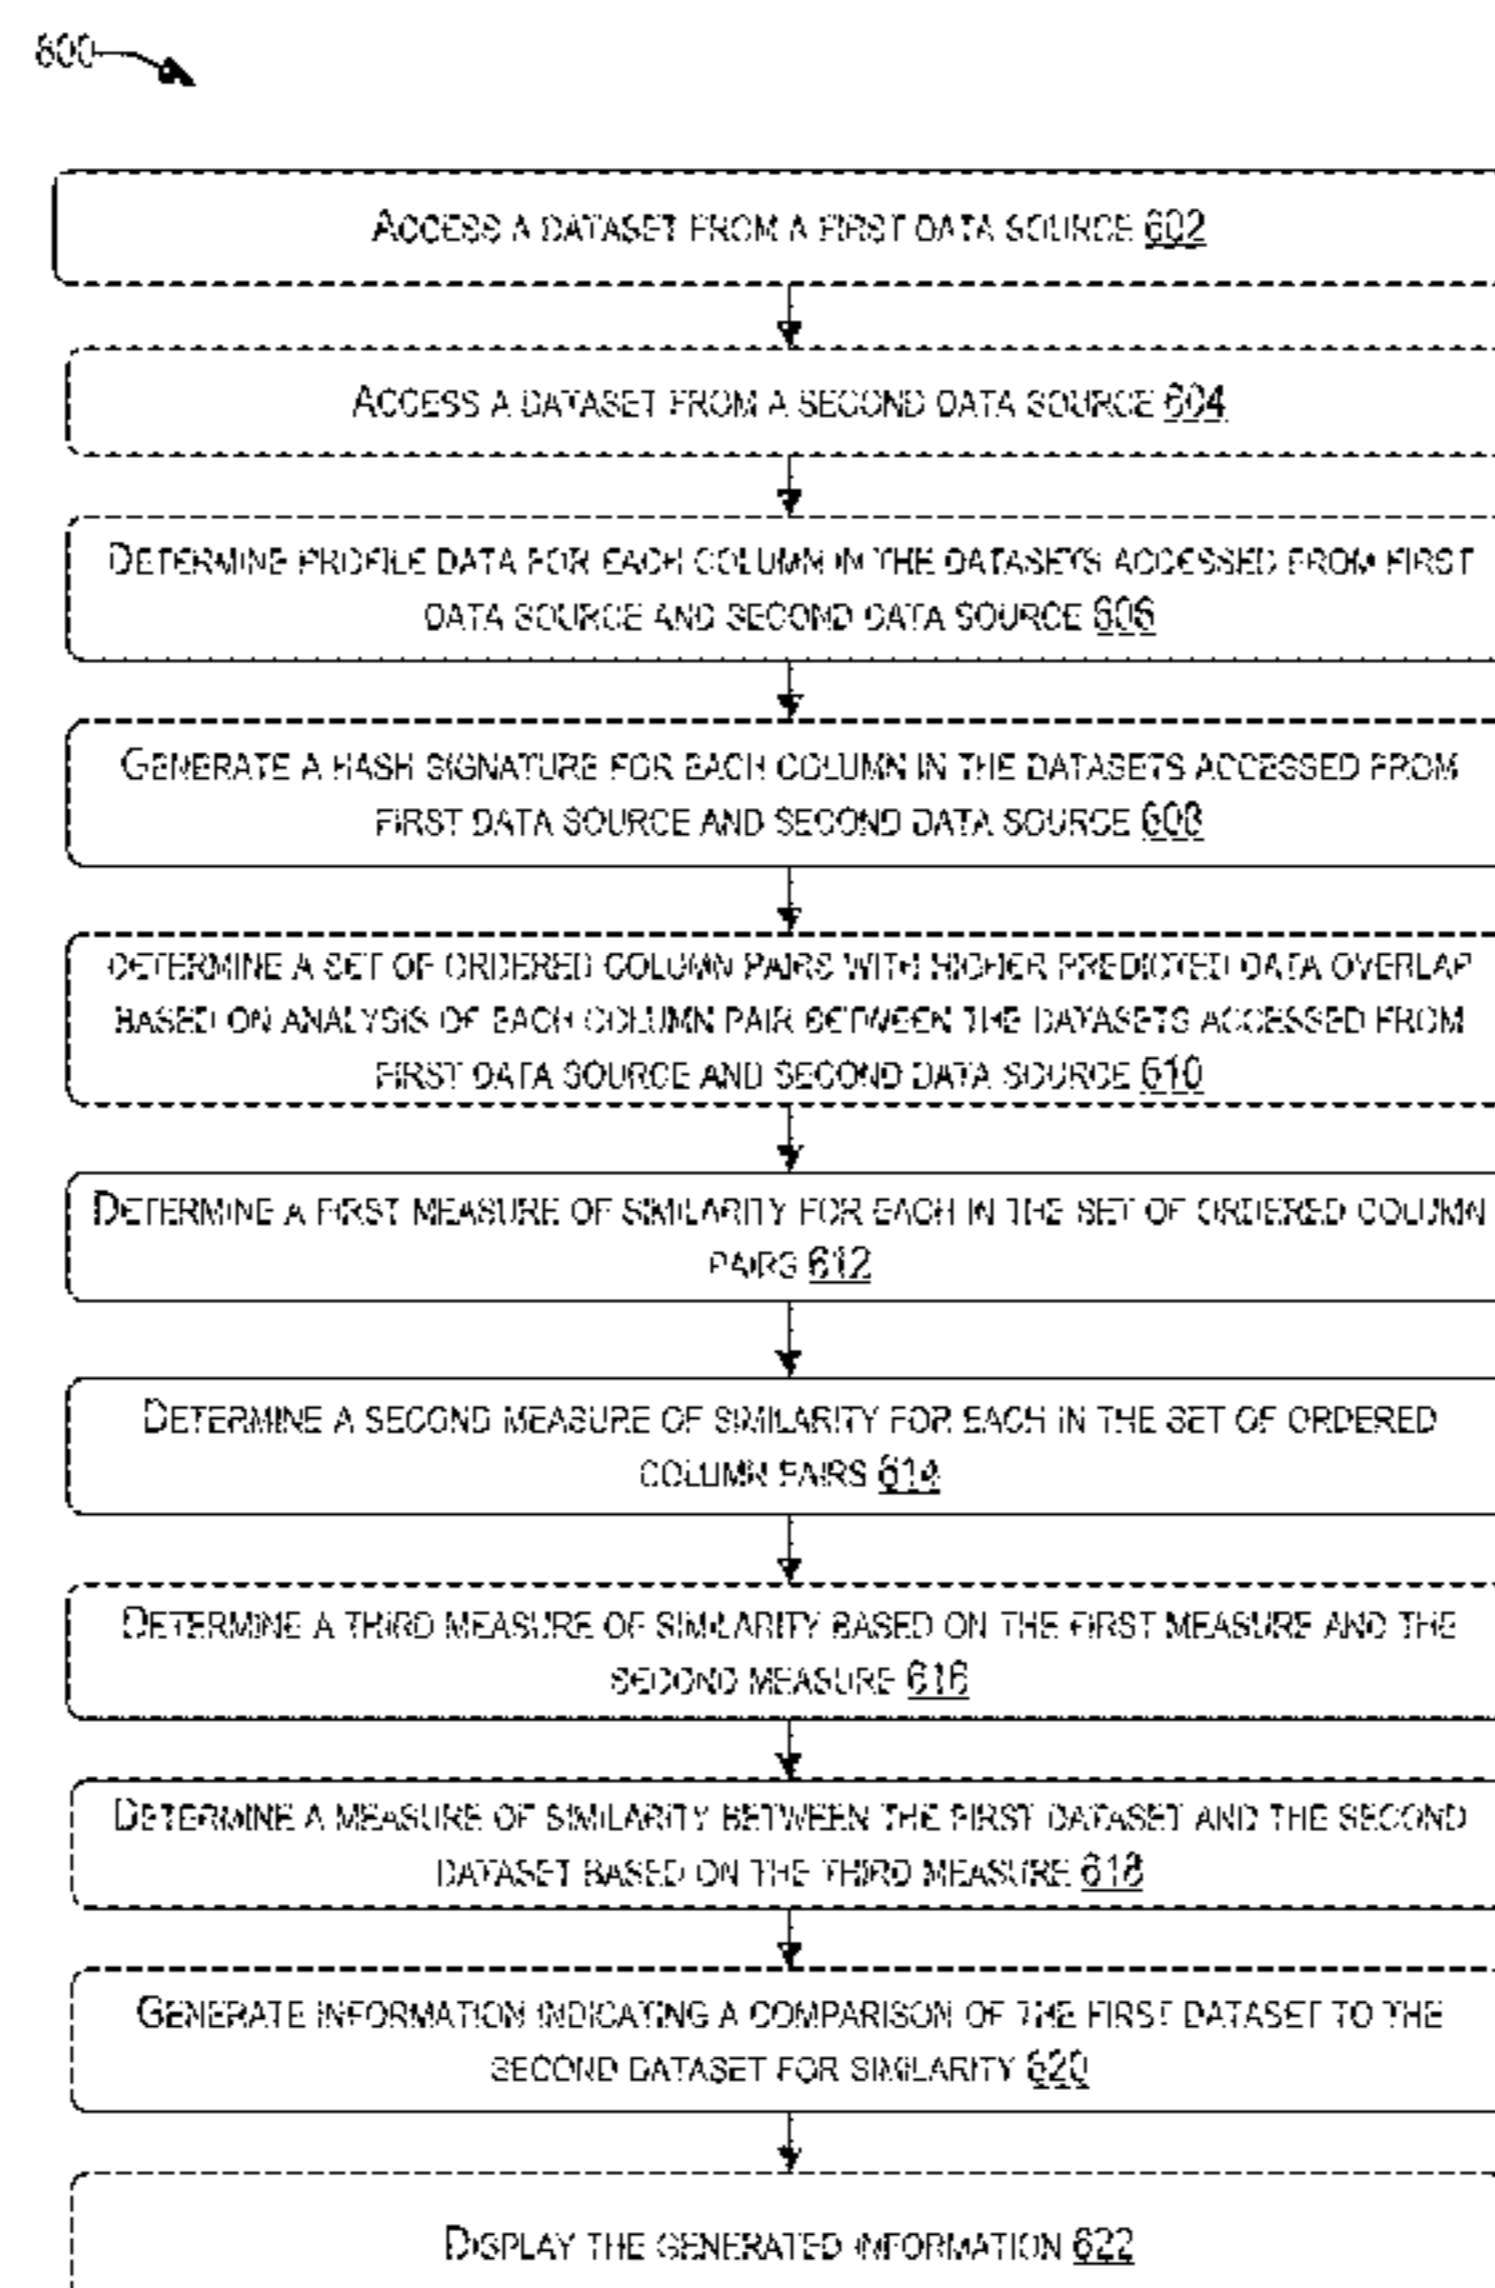 600
ACCESS A DATASET FROM A FIRST DATA SOURCE 602
ACCESS A DATASET FROM A SECOND DATA SOURCE 604
DETERMINE PROFILE DATA FOR EACH COLUMN IN THE DATASETS ACCESSED FROM FIRST
DATA SOURCE AND SECOND DATA SOURCE 606
GENERATE A HASH SIGNATURE FOR EACH COLUMN IN THE DATASETS ACCESSED FROM
FIRST DATA SOURCE AND SECOND DATA SOURCE 608
DETERMINE A SET OF ORDERED COLUMN PAIRS WITH HIGHER PREDICTED DATA OVERLAP
BASED ON ANALYSIS OF EACH COLUMN PAIR BETWEEN THE DATASETS ACCESSED FROM
FIRST DATA SOURCE AND SECOND DATA SOURCE 610
DETERMINE A FIRST MEASURE OF SIMILARITY FOR EACH IN THE SET OF ORDERED COLUMN
PAIRS 612
DETERMINE A SECOND MEASURE OF SIMILARITY FOR EACH IN THE SET OF ORDERED
COLUMN PAIRS 614
DETERMINE A THIRD MEASURE OF SIMILARITY BASED ON THE FIRST MEASURE AND THE
SECOND MEASURE 616
DETERMINE A MEASURE OF SIMILARITY BETWEEN THE FIRST DATASET AND THE SECOND
DATASET BASED ON THE THIRD MEASURE 618
GENERATE INFORMATION INDICATING A COMPARISON OF THE FIRST DATASET TO THE
SECOND DATASET FOR SIMILARITY 620
DISPLAY THE GENERATED INFORMATION 622